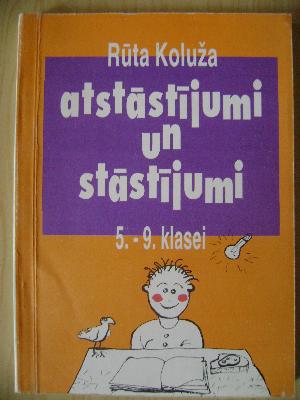 Rūta Koluža
atstāstījumi
un
stāstījumi
5. - 9. klasei